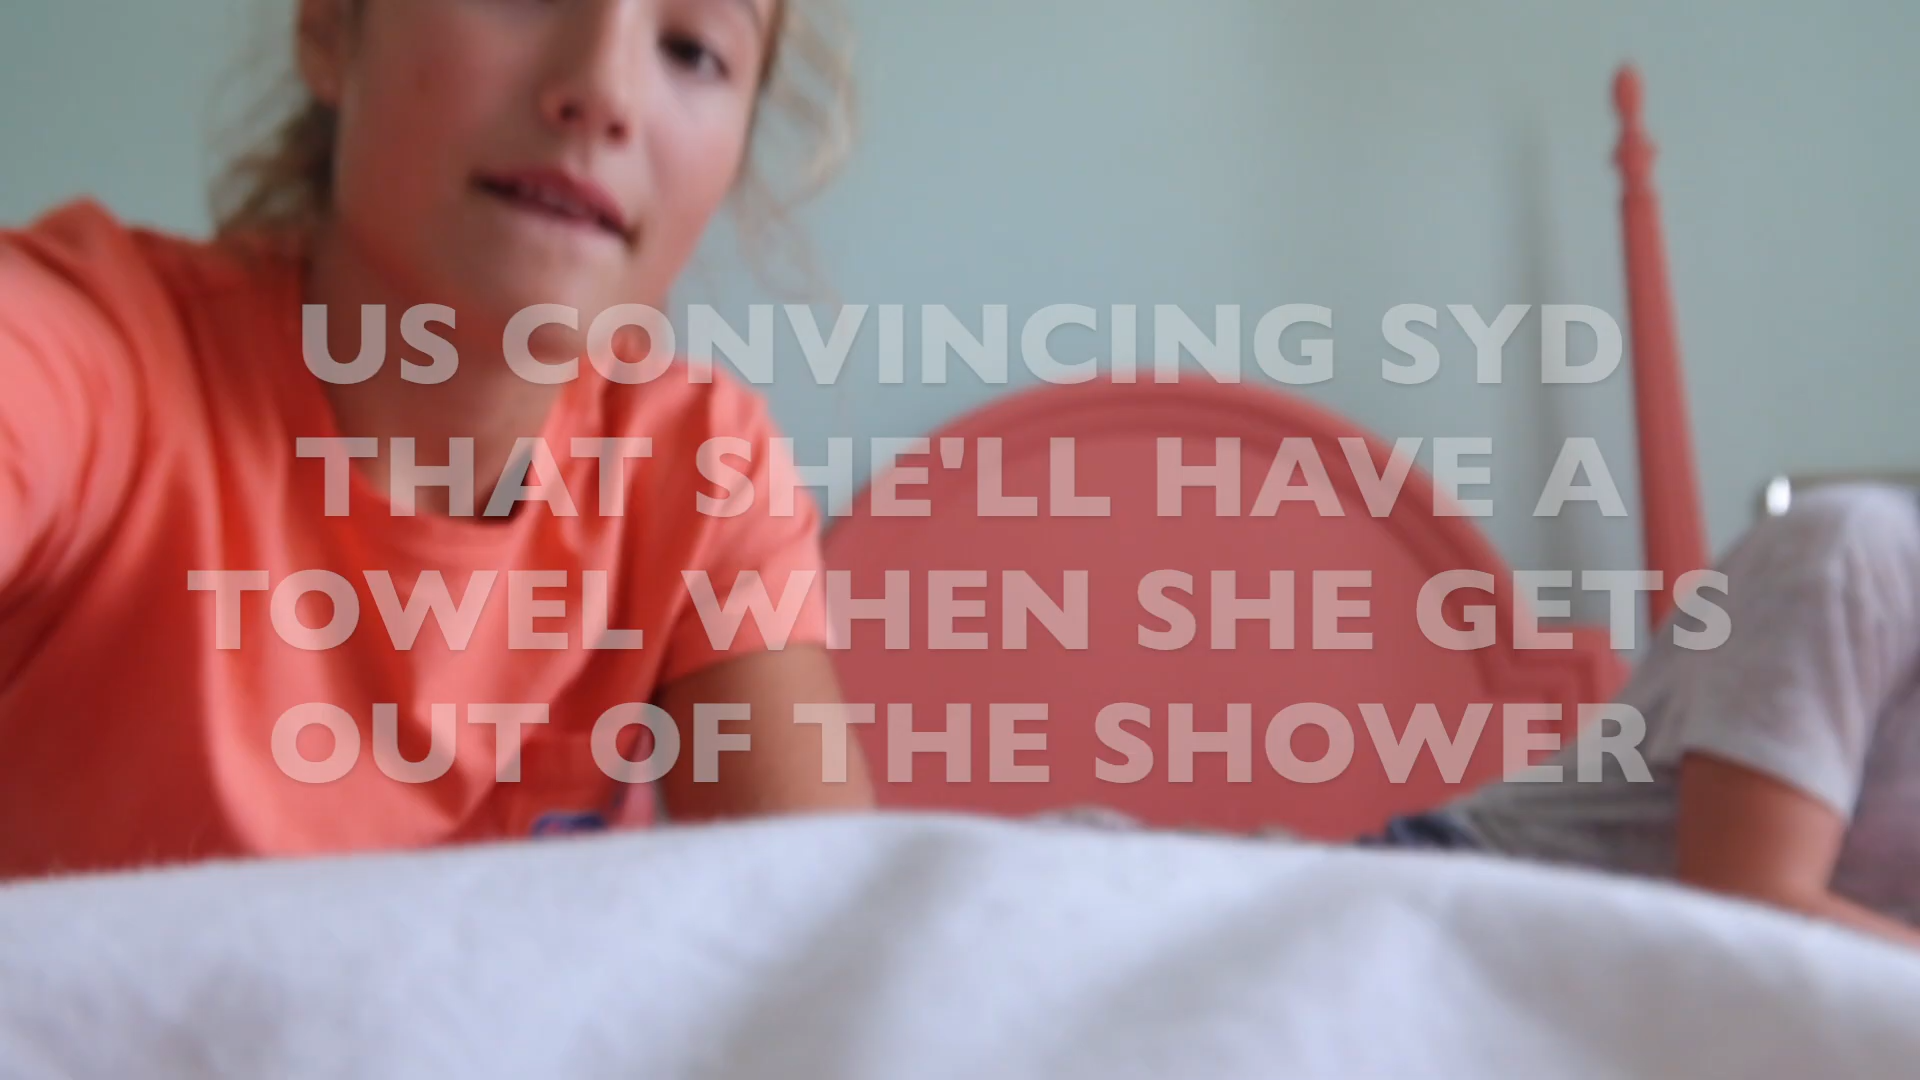 US CONVINCING SYD
THAT SHE'LL HAVE A
TOWEL WHEN SHE GETS
OUT OF THE SHOWER